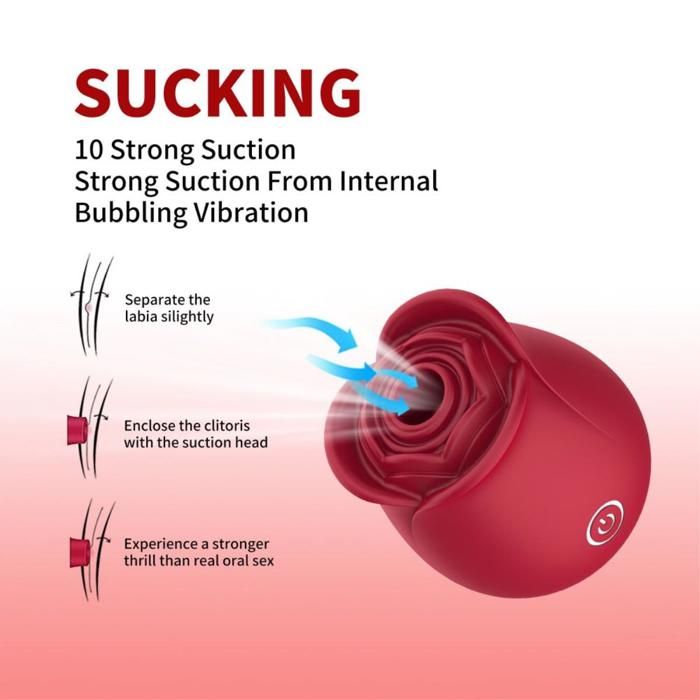 SUCKING
10 Strong Suction
Strong Suction From Internal
Bubbling Vibration
Separate the
labia silightly
Enclose the clitoris
with the suction head
Experience a stronger
thrill than real oral sex